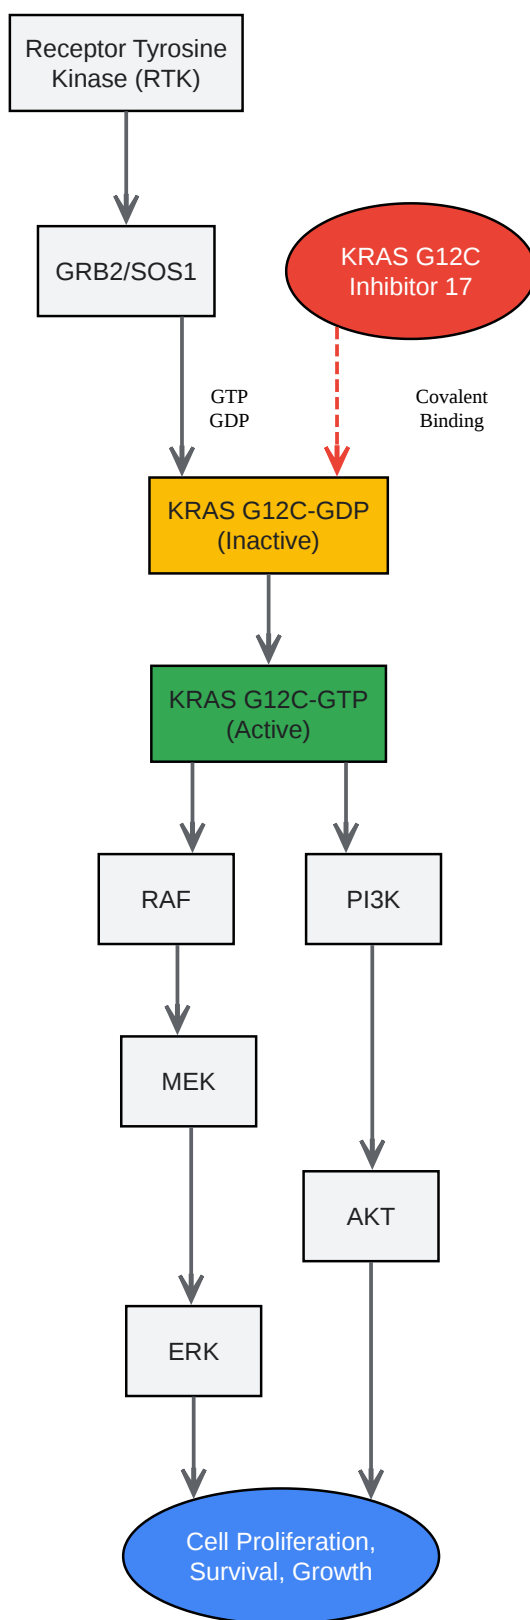 Receptor Tyrosine
Kinase (RTK)
GRB2/SOS1
KRAS G12C
Inhibitor 17
GTP
GDP
Covalent
Binding
KRAS G12C-GDP
(Inactive)
KRAS G12C-GTP
(Active)
RAF
PI3K
MEK
AKT
ERK
Cell Proliferation,
Survival, Growth